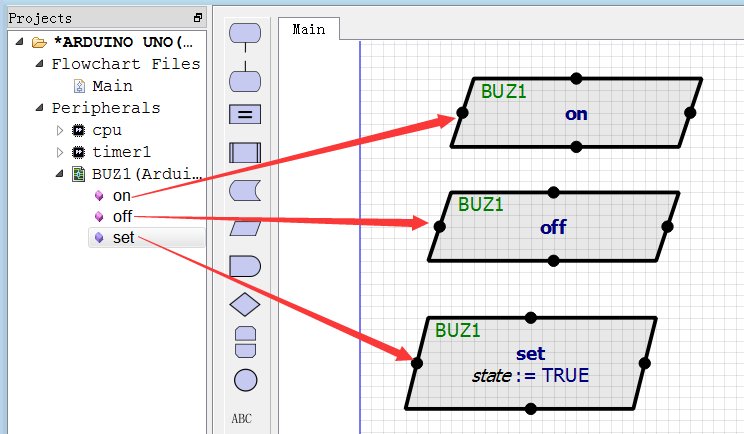 Projects
*ARDUINO UNO(...
Flowchart Files
Main
Peripherals
cpu
timer1
BUZ1(Ardui...
on
off
set
ABC
Main
BUZ1
on
BUZ1
off
BUZ1
set
state := TRUE